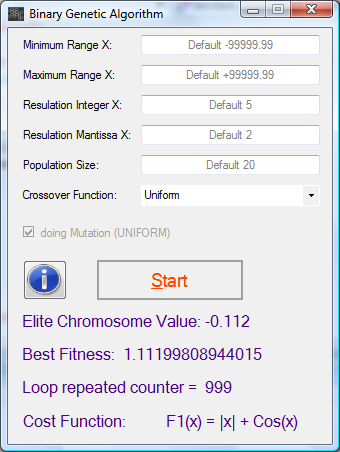 Binary Genetic Algorithm
Minimum Range X: Default -99999.99
Maximum Range X: Default +99999.99
Resulation Integer X: Default 5
Resulation Mantissa X: Default 2
Population Size: Default 20
Crossover Function: Uniform
doing Mutation (UNIFORM)
i Start
Elite Chromosome Value: -0.112
Best Fitness: 1.11199808944015
Loop repeated counter = 999
Cost Function: F1(x) = |x| + Cos(x)